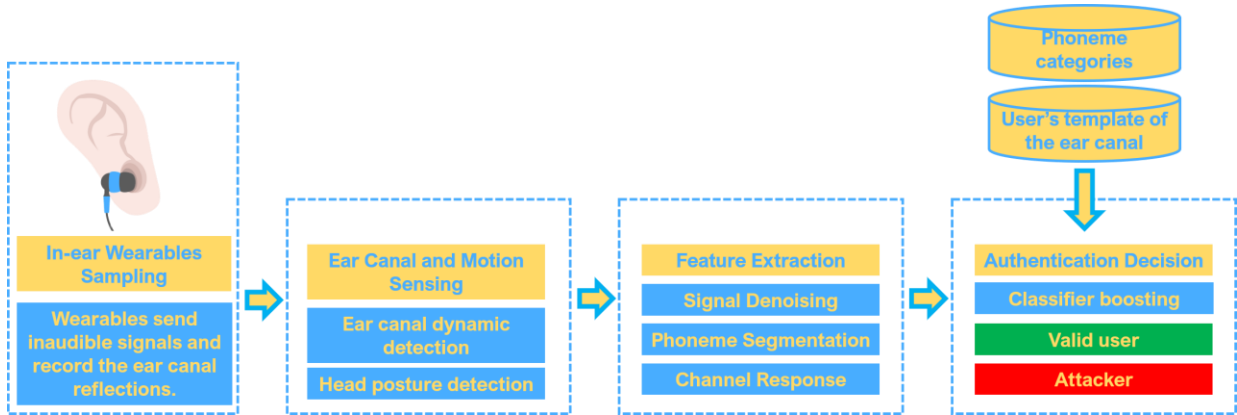 Phoneme
categories
User's template of
the ear canal
In-ear Wearables
Sampling
Wearables send
inaudible signals and
record the ear canal
reflections.
Ear Canal and Motion
Sensing
Ear canal dynamic
detection
Head posture detection
Feature Extraction
Signal Denoising
Phoneme Segmentation
Channel Response
Authentication Decision
Classifier boosting
Valid user
Attacker